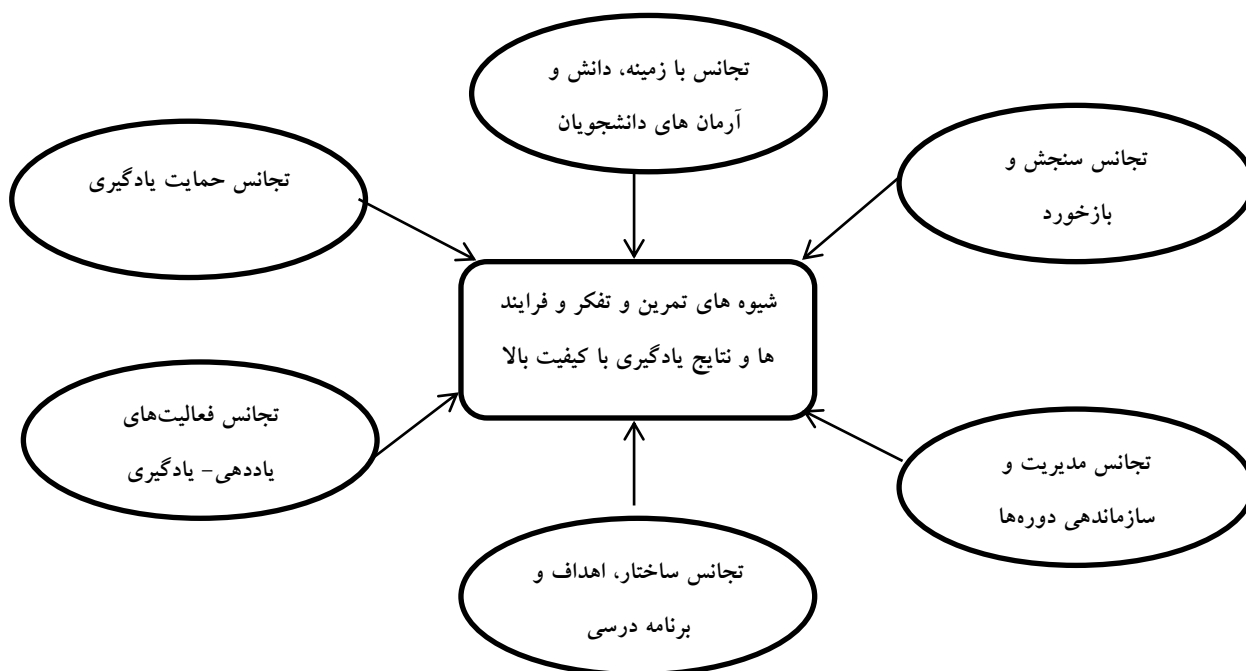 تجانس با زمینه، دانش و
آرمان های دانشجویان
تجانس سنجش و
بازخورد
تجانس حمایت یادگیری
شیوه های تمرین و تفکر و فرایند
ها و نتایج یادگیری با کیفیت بالا
تجانس فعالیت‌های
یاددهی– یادگیری
تجانس مدیریت و
سازماندهی دوره‌ها
تجانس ساختار، اهداف و
برنامه درسی